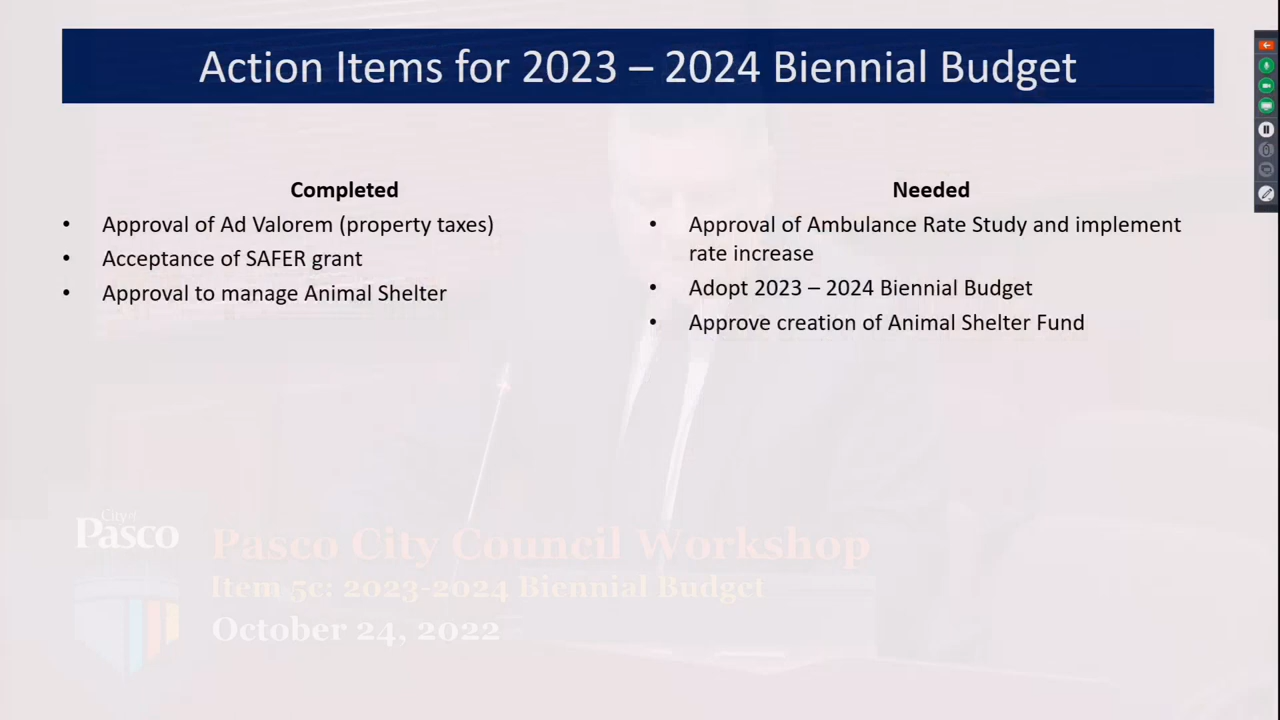 Action Items for 2023 – 2024 Biennial Budget
Completed
• Approval of Ad Valorem (property taxes)
• Acceptance of SAFER grant
• Approval to manage Animal Shelter
Needed
• Approval of Ambulance Rate Study and implement
rate increase
• Adopt 2023 – 2024 Biennial Budget
• Approve creation of Animal Shelter Fund
City of
Pasco
Pasco City Council Workshop
Item 5c: 2023-2024 Biennial Budget
October 24, 2022